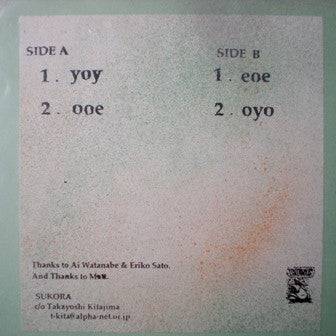 SIDE A
1. yoy
2. ooe
SIDE B
1. eoe
2. oyo
Thanks to Ai Watanabe & Eriko Sato.
And Thanks to Mom.
SUKORA
c/o Takayoshi Kitajima
t-kita@alpha-net.or.jp